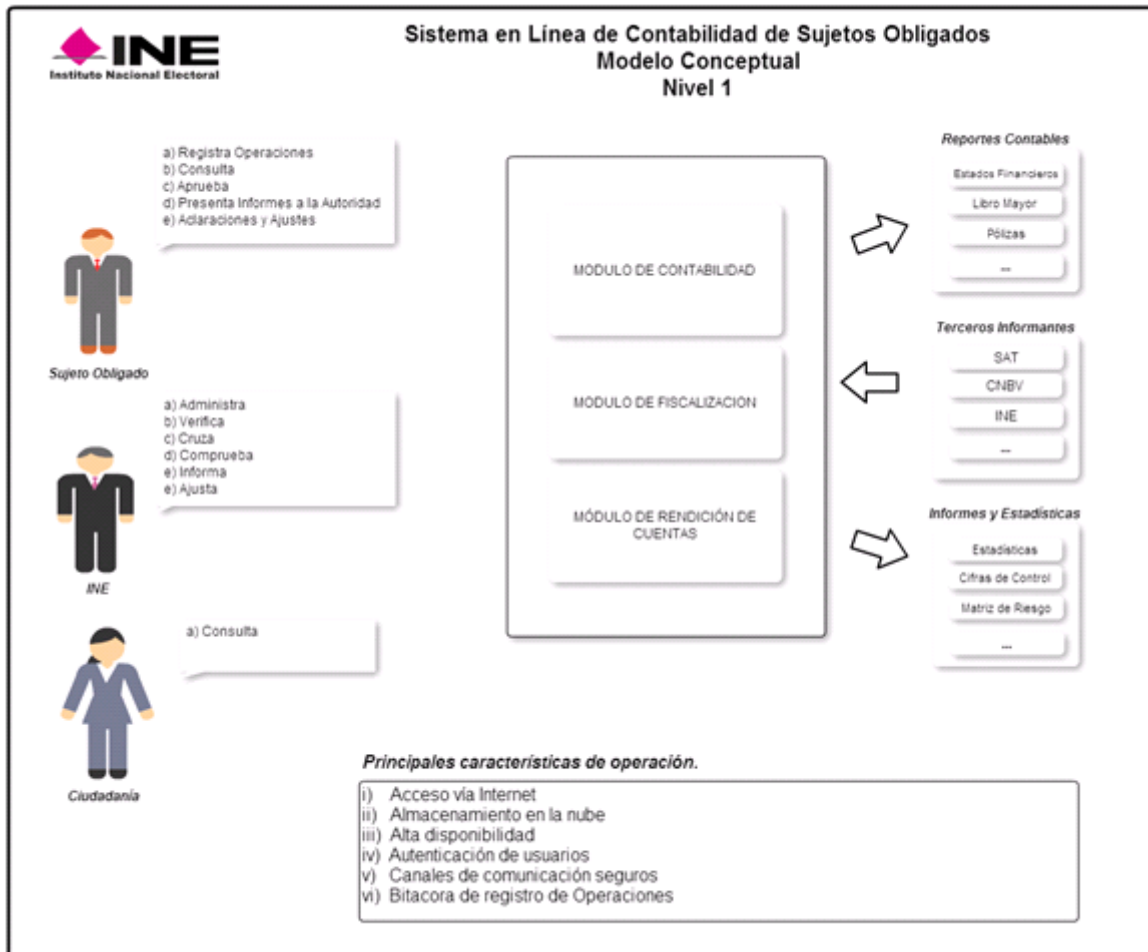 INE
Instituto Nacional Electoral
Sistema en Línea de Contabilidad de Sujetos Obligados
Modelo Conceptual
Nivel 1
a) Registra Operaciones
b) Consulta
c) Aprueba
d) Presenta Informes a la Autoridad
e) Aclaraciones y Ajustes
Sujeto Obligado
a) Administra
b) Verifica
c) Cruza
d) Comprueba
e) Informa
e) Ajusta
INE
a) Consulta
Ciudadanía
MODULO DE CONTABILIDAD
MODULO DE FISCALIZACION
MÓDULO DE RENDICIÓN DE
CUENTAS
Reportes Contables
Estados Financieros
Libro Mayor
Pólizas
...
Terceros Informantes
SAT
CNBV
INE
...
Informes y Estadísticas
Estadísticas
Cifras de Control
Matriz de Riesgo
...
Principales características de operación.
i) Acceso vía Internet
ii) Almacenamiento en la nube
iii) Alta disponibilidad
iv) Autenticación de usuarios
v) Canales de comunicación seguros
vi) Bitacora de registro de Operaciones